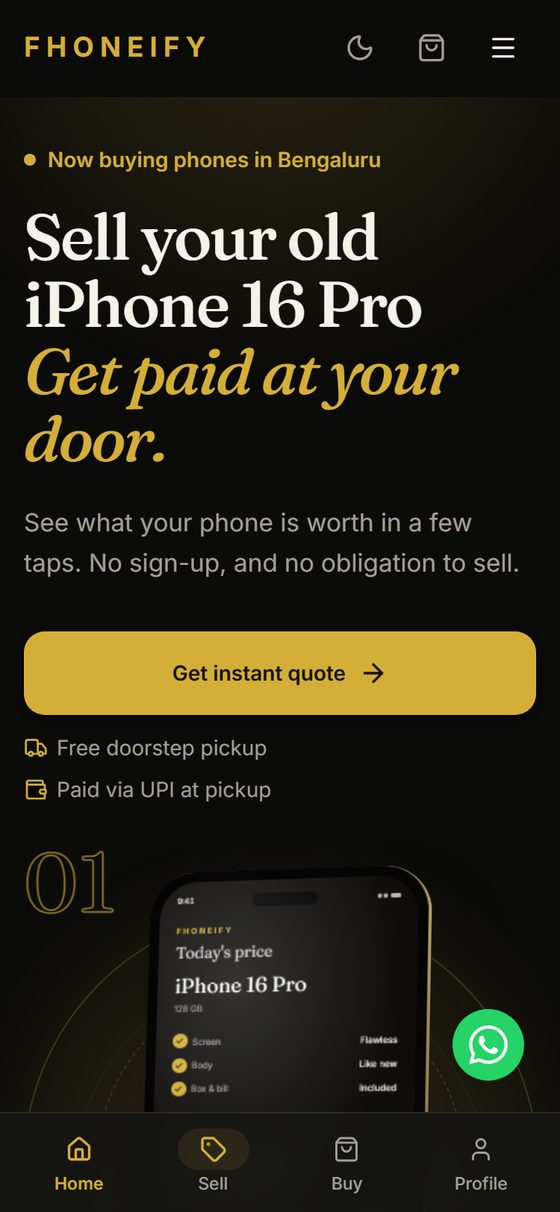 FHONEIFY
Now buying phones in Bengaluru
Sell your old
iPhone 16 Pro
Get paid at your
door.
See what your phone is worth in a few
taps. No sign-up, and no obligation to sell.
Get instant quote
Free doorstep pickup
Paid via UPI at pickup
01
9:41
FHONEIFY
Today's price
iPhone 16 Pro
128 GB
Screen Flawless
Body Like new
Box & bill Included
Home Sell Buy Profile